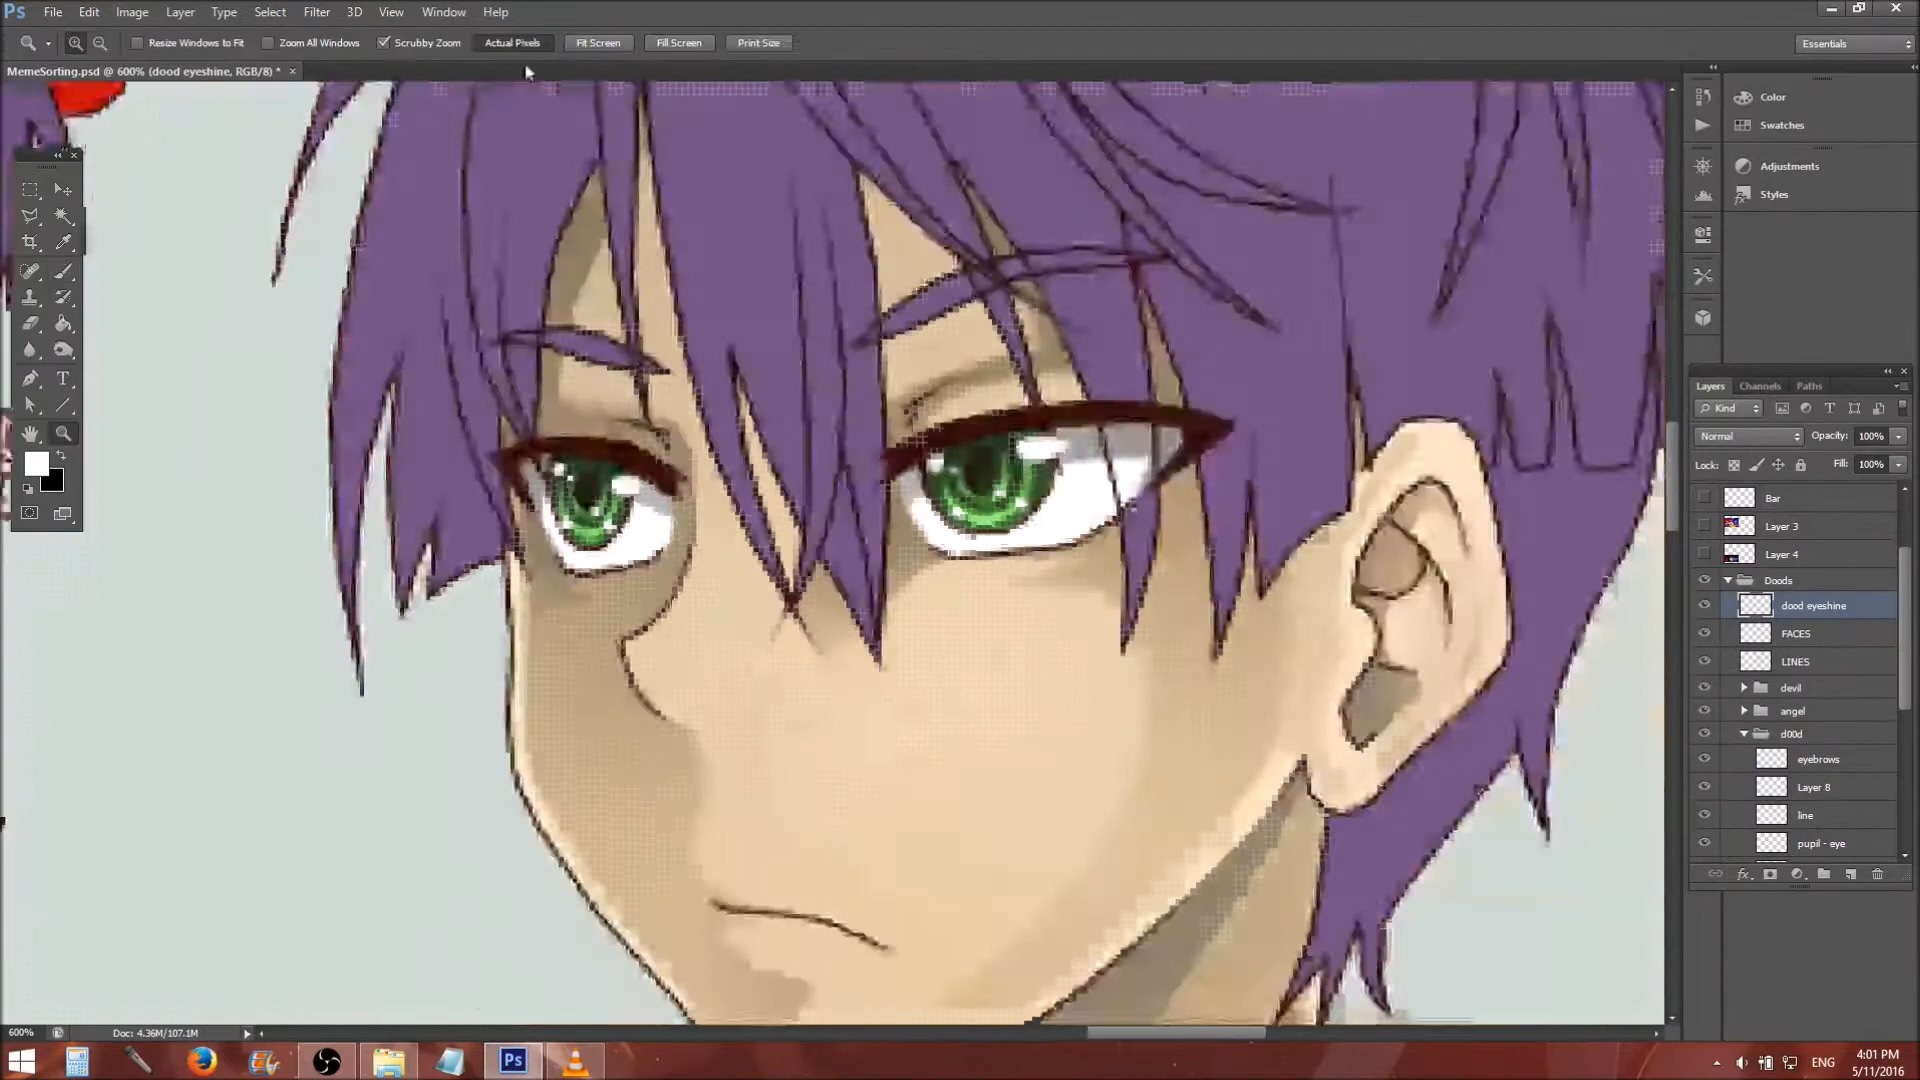 Ps File Edit Image Layer Type Select Filter 3D View Window Help
Resize Windows to Fit Zoom All Windows Scrubby Zoom Actual Pixels Fit Screen Fill Screen Print Size Essentials
MemeSorting.psd @ 600% (dood eyeshine, RGB/8) *
Color
Swatches
Adjustments
Styles
Layers Channels Paths
Kind
Normal Opacity: 100%
Lock: Fill: 100%
Bar
Layer 3
Layer 4
Doods
dood eyeshine
FACES
LINES
devil
angel
d00d
eyebrows
Layer 8
line
pupil - eye
600% Doc: 4.36M/107.1M
Ps ENG 4:01 PM
5/11/2016